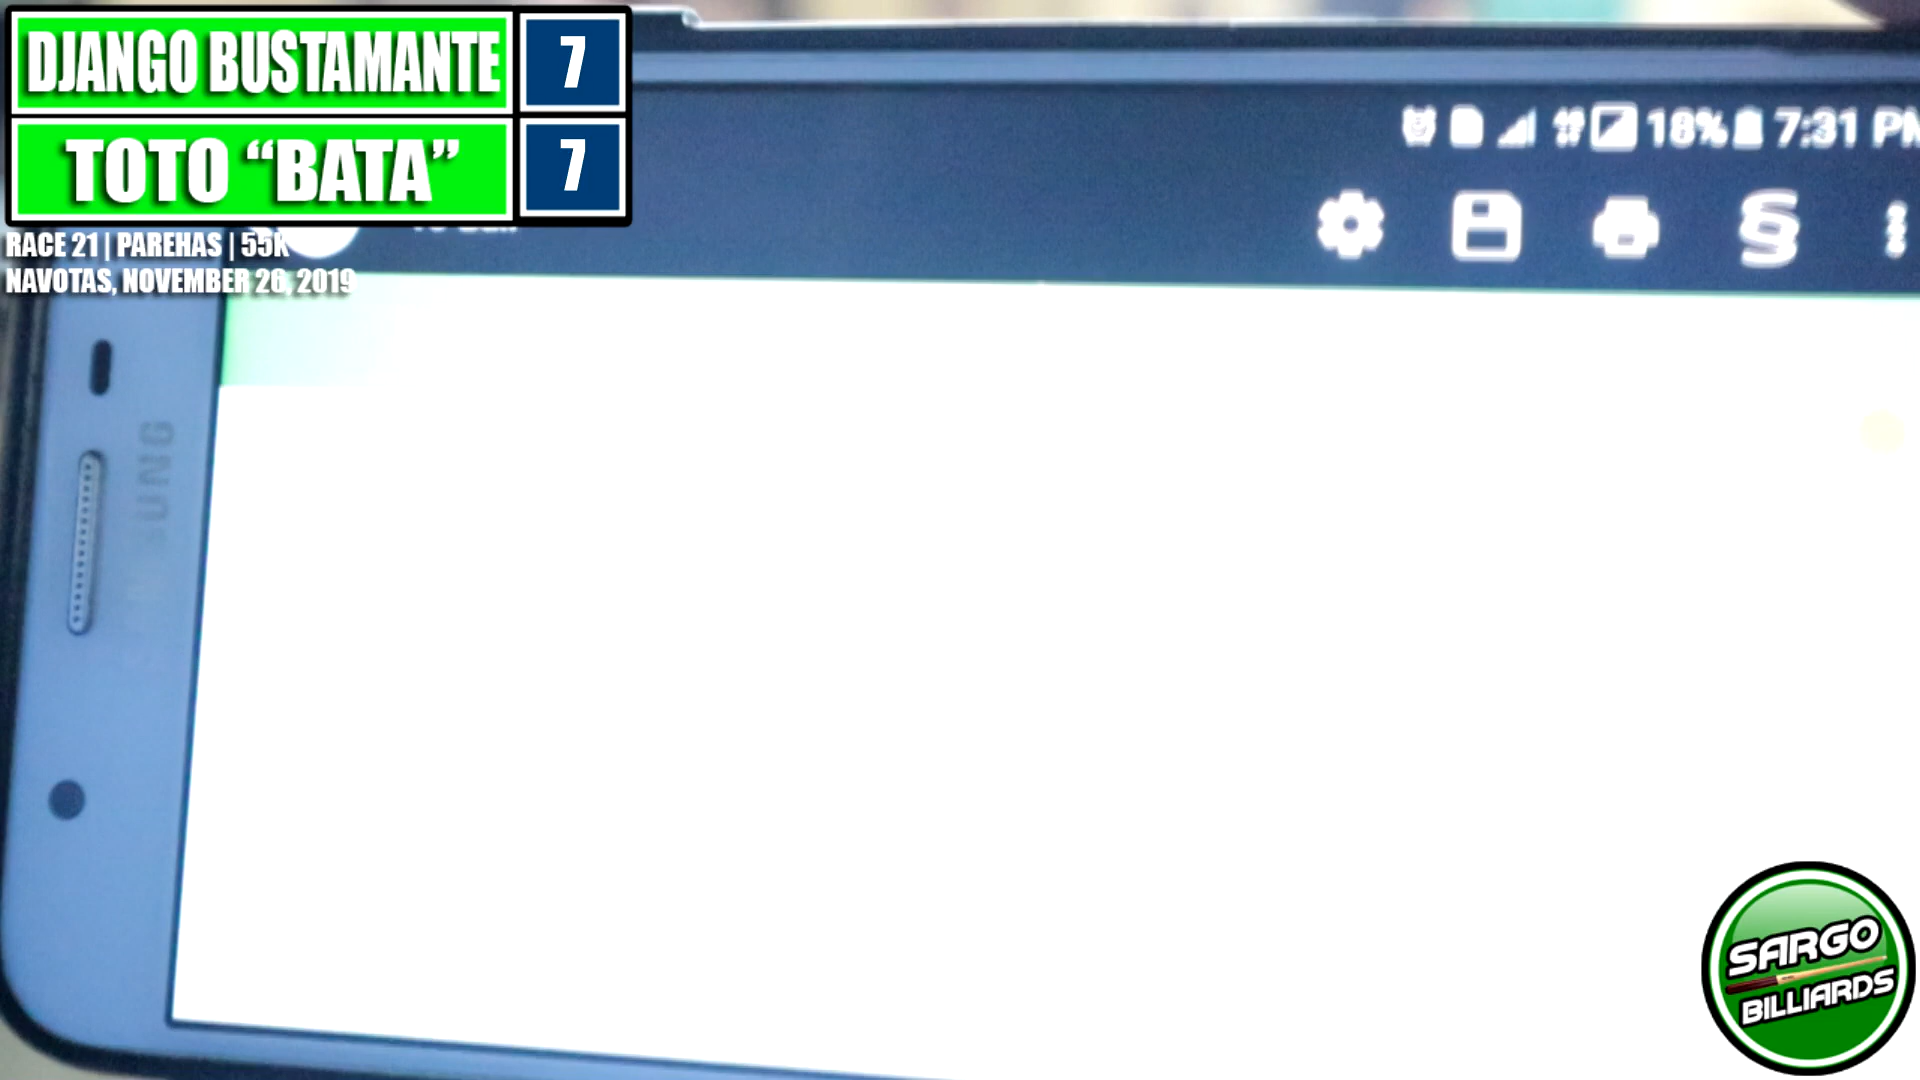 DJANGO BUSTAMANTE 7
TOTO “BATA” 7
RACE 21 | PAREHAS | 55K
NAVOTAS, NOVEMBER 26, 2019
18% 7:31 PM
SARGO
BILLIARDS